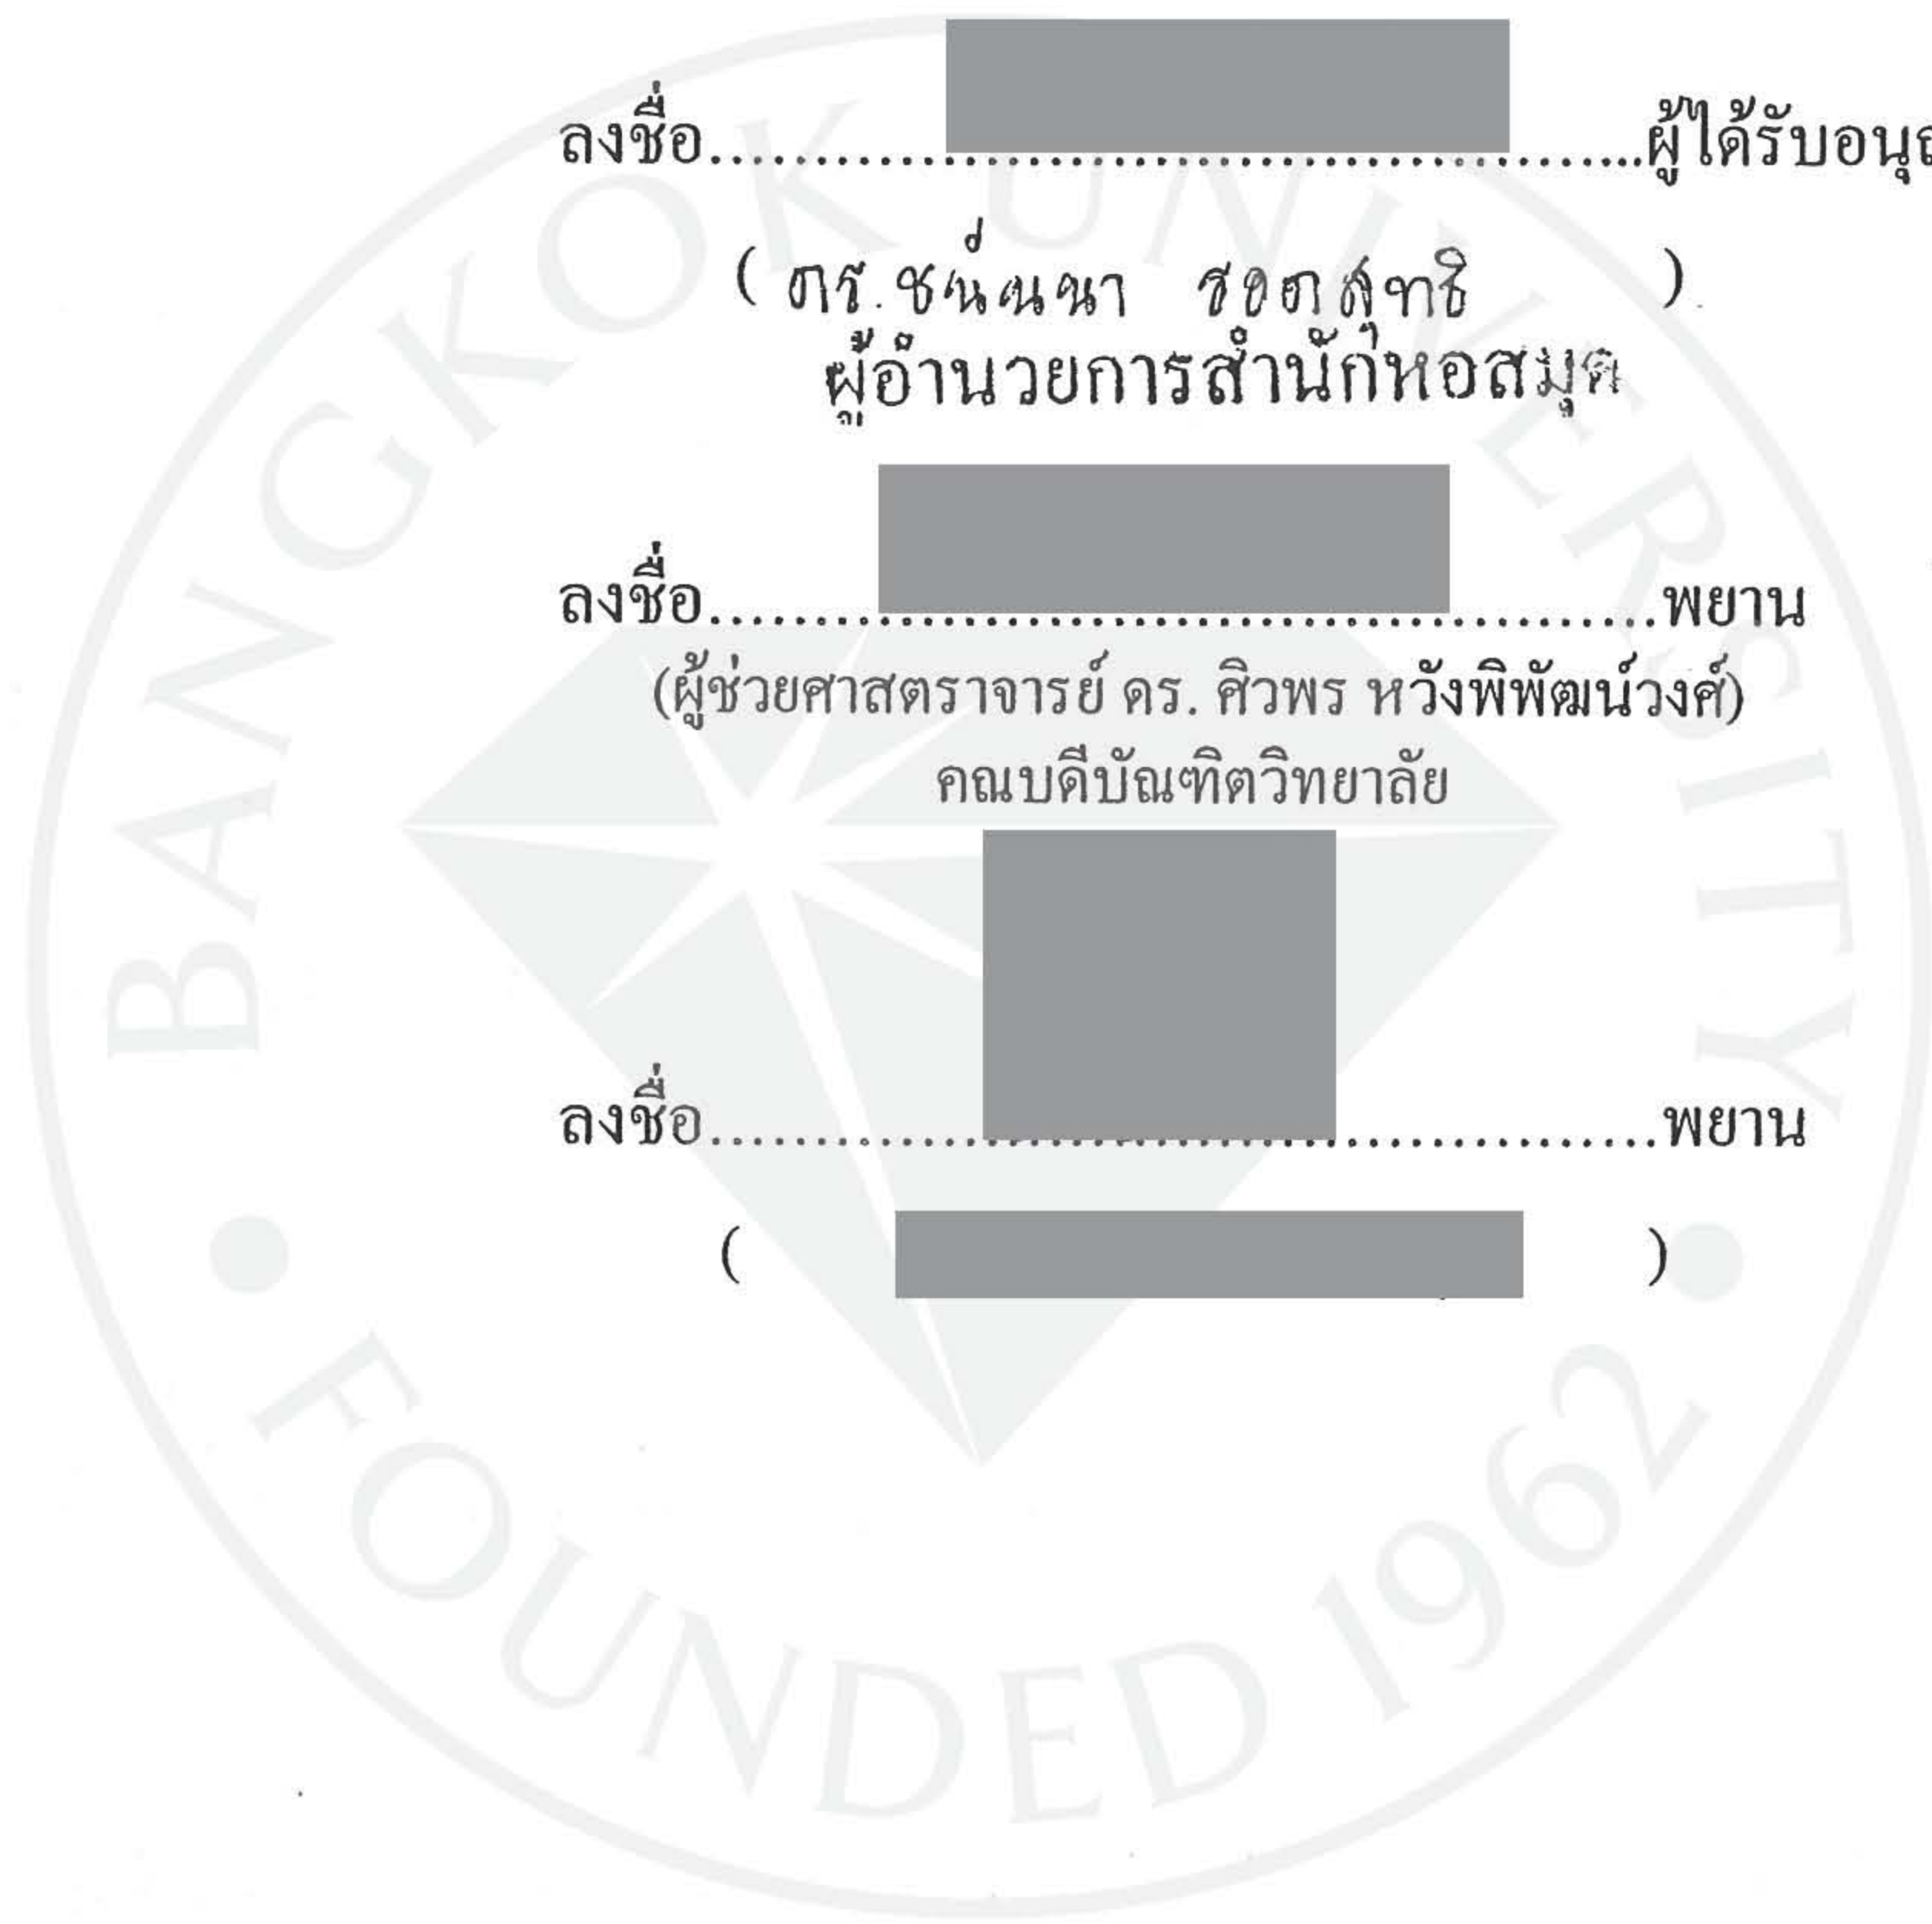 ลงชื่อ....................................................ผู้ได้รับอนุ
( ดร.ชนัณนา รอดสุทธิ )
ผู้อำนวยการสำนักหอสมุด
ลงชื่อ....................................................พยาน
(ผู้ช่วยศาสตราจารย์ ดร. ศิวพร หวังพิพัฒน์วงศ์)
คณบดีบัณฑิตวิทยาลัย
ลงชื่อ....................................................พยาน
( )
BANGKOK UNIVERSITY
FOUNDED 1962